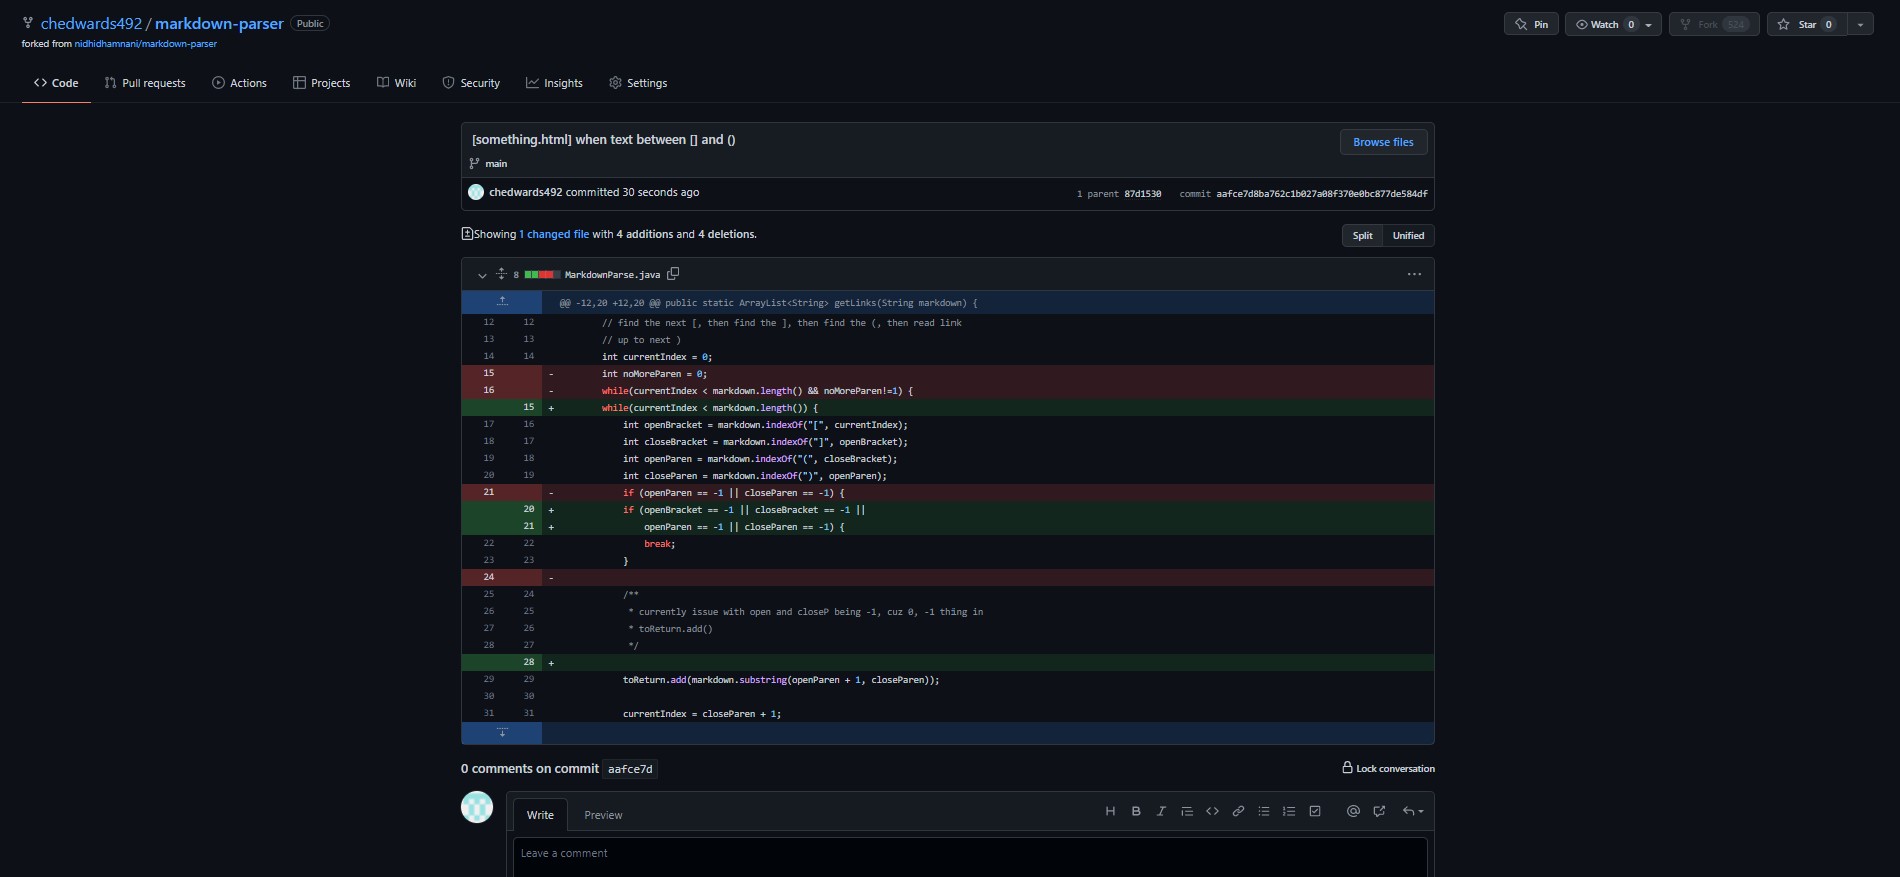 chedwards492 / markdown-parser Public
Pin Watch 0 Fork 524 Star 0
forked from nidhidhamnani/markdown-parser
Code Pull requests Actions Projects Wiki Security Insights Settings
[something.html] when text between [] and ()
Browse files
main
chedwards492 committed 30 seconds ago
1 parent 87d1530 commit aafce7d8ba762c1b027a08f370e0bc877de584df
Showing 1 changed file with 4 additions and 4 deletions.
Split Unified
8 MarkdownParse.java
@@ -12,20 +12,20 @@ public static ArrayList<String> getLinks(String markdown) {
12 12 // find the next [, then find the ], then find the (, then read link
13 13 // up to next )
14 14 int currentIndex = 0;
15 - int noMoreParen = 0;
16 - while(currentIndex < markdown.length() && noMoreParen!=1) {
15 + while(currentIndex < markdown.length()) {
17 16 int openBracket = markdown.indexOf("[", currentIndex);
18 17 int closeBracket = markdown.indexOf("]", openBracket);
19 18 int openParen = markdown.indexOf("(", closeBracket);
20 19 int closeParen = markdown.indexOf(")", openParen);
21 - if (openParen == -1 || closeParen == -1) {
20 + if (openBracket == -1 || closeBracket == -1 ||
21 + openParen == -1 || closeParen == -1) {
22 22 break;
23 23 }
24 -
25 24 /**
26 25 * currently issue with open and closeP being -1, cuz 0, -1 thing in
27 26 * toReturn.add()
28 27 */
28 +
29 29 toReturn.add(markdown.substring(openParen + 1, closeParen));
30 30
31 31 currentIndex = closeParen + 1;
0 comments on commit aafce7d
Lock conversation
Write Preview
Leave a comment